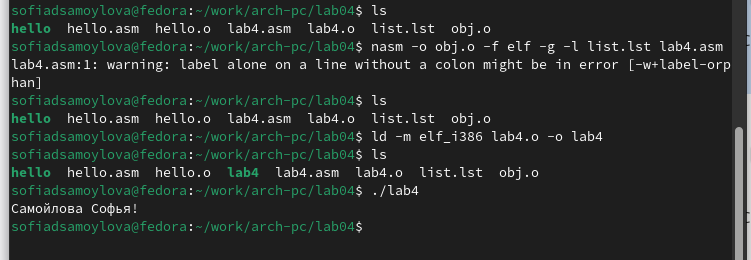 sofiadsamoylova@fedora:~/work/arch-pc/lab04$ ls
hello  hello.asm  hello.o  lab4.asm  lab4.o  list.lst  obj.o
sofiadsamoylova@fedora:~/work/arch-pc/lab04$ nasm -o obj.o -f elf -g -l list.lst lab4.asm
lab4.asm:1: warning: label alone on a line without a colon might be in error [-w+label-orp
han]
sofiadsamoylova@fedora:~/work/arch-pc/lab04$ ls
hello  hello.asm  hello.o  lab4.asm  lab4.o  list.lst  obj.o
sofiadsamoylova@fedora:~/work/arch-pc/lab04$ ld -m elf_i386 lab4.o -o lab4
sofiadsamoylova@fedora:~/work/arch-pc/lab04$ ls
hello  hello.asm  hello.o  lab4  lab4.asm  lab4.o  list.lst  obj.o
sofiadsamoylova@fedora:~/work/arch-pc/lab04$ ./lab4
Самойлова Софья!
sofiadsamoylova@fedora:~/work/arch-pc/lab04$